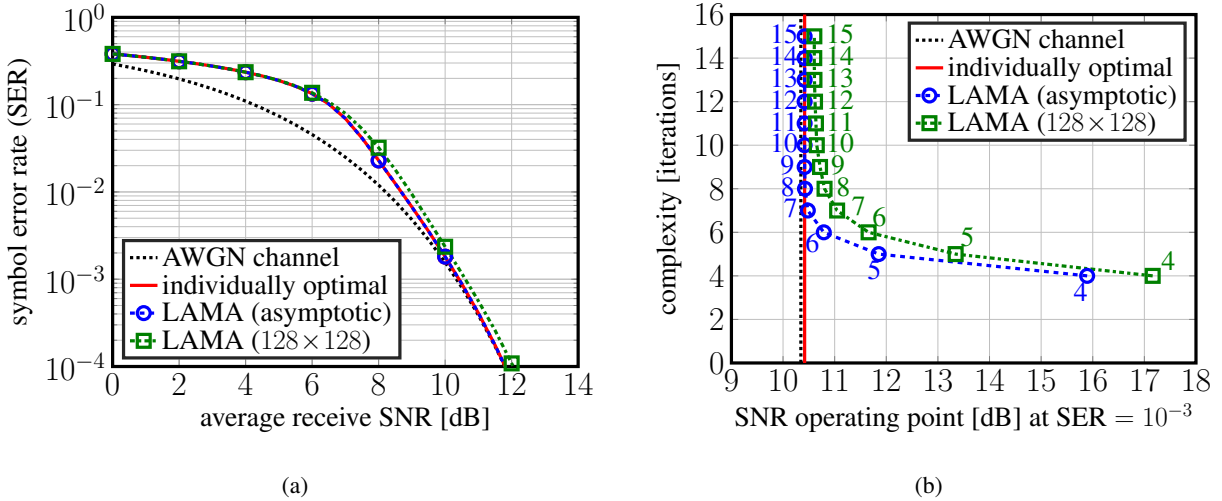 10^0
10^{-1}
10^{-2}
10^{-3}
10^{-4}
symbol error rate (SER)
AWGN channel
individually optimal
LAMA (asymptotic)
LAMA (128×128)
0 2 4 6 8 10 12 14
average receive SNR [dB]
(a)
16
14
12
10
8
6
4
2
0
complexity [iterations]
AWGN channel
individually optimal
LAMA (asymptotic)
LAMA (128×128)
15 15
14 14
13 13
12 12
11 11
10 10
9 9
8 8
7 7
6 6
5 5
4 4
9 10 11 12 13 14 15 16 17 18
SNR operating point [dB] at SER = 10^{-3}
(b)